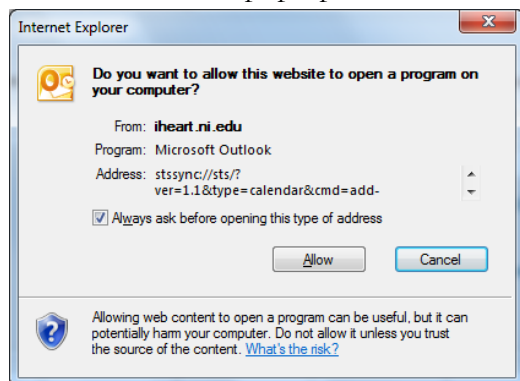 Internet Explorer
Do you want to allow this website to open a program on
your computer?
From: iheart.ni.edu
Program: Microsoft Outlook
Address: stssync://sts/?
ver=1.1&type=calendar&cmd=add-
Always ask before opening this type of address
Allow
Cancel
Allowing web content to open a program can be useful, but it can
potentially harm your computer. Do not allow it unless you trust
the source of the content. What's the risk?